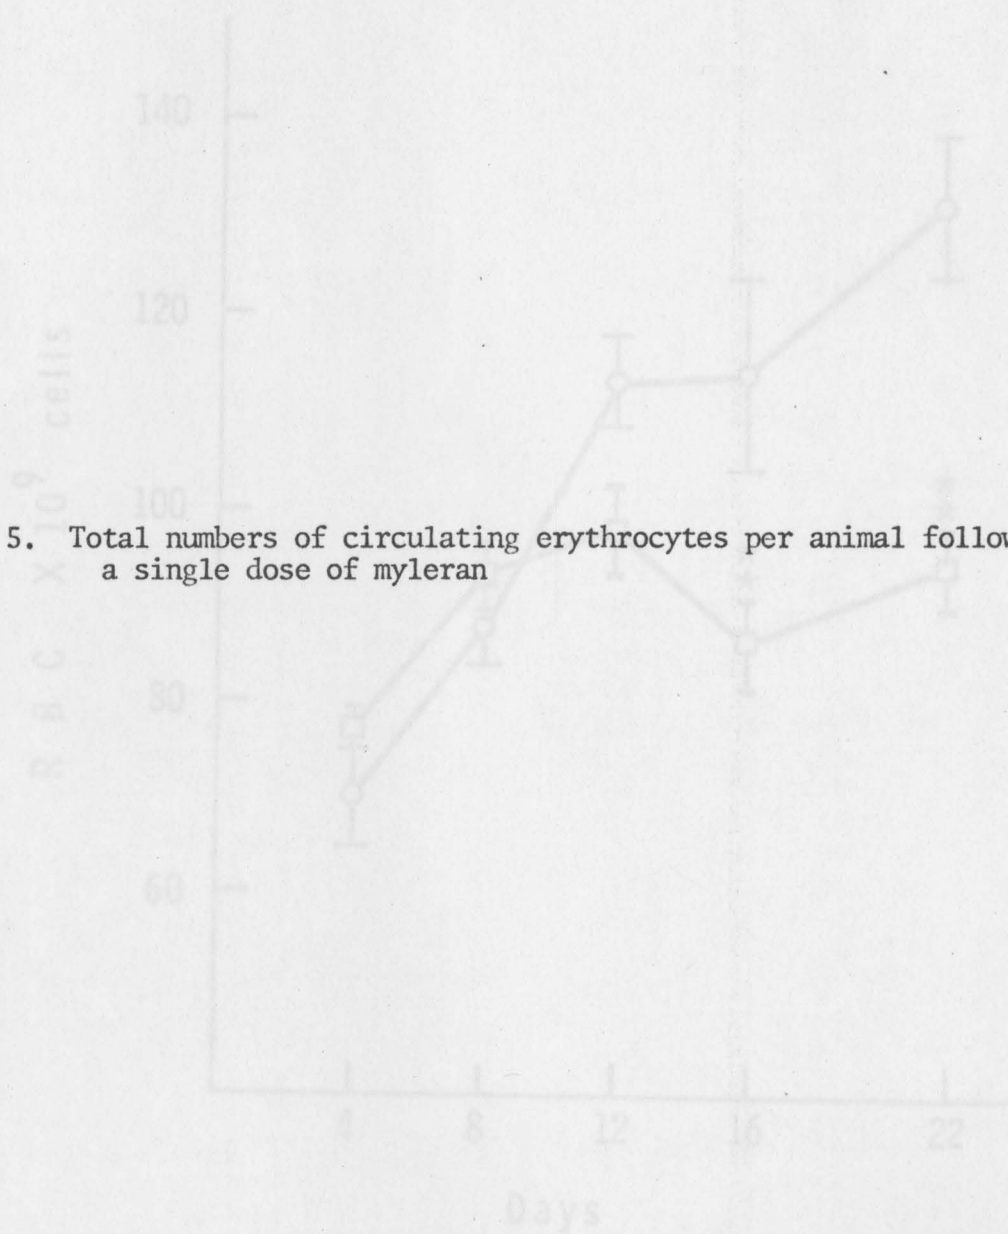 140
120
100
80
60
R B C X 10⁹ cells
5. Total numbers of circulating erythrocytes per animal
a single dose of myleran
4 8 12 16 22
Days